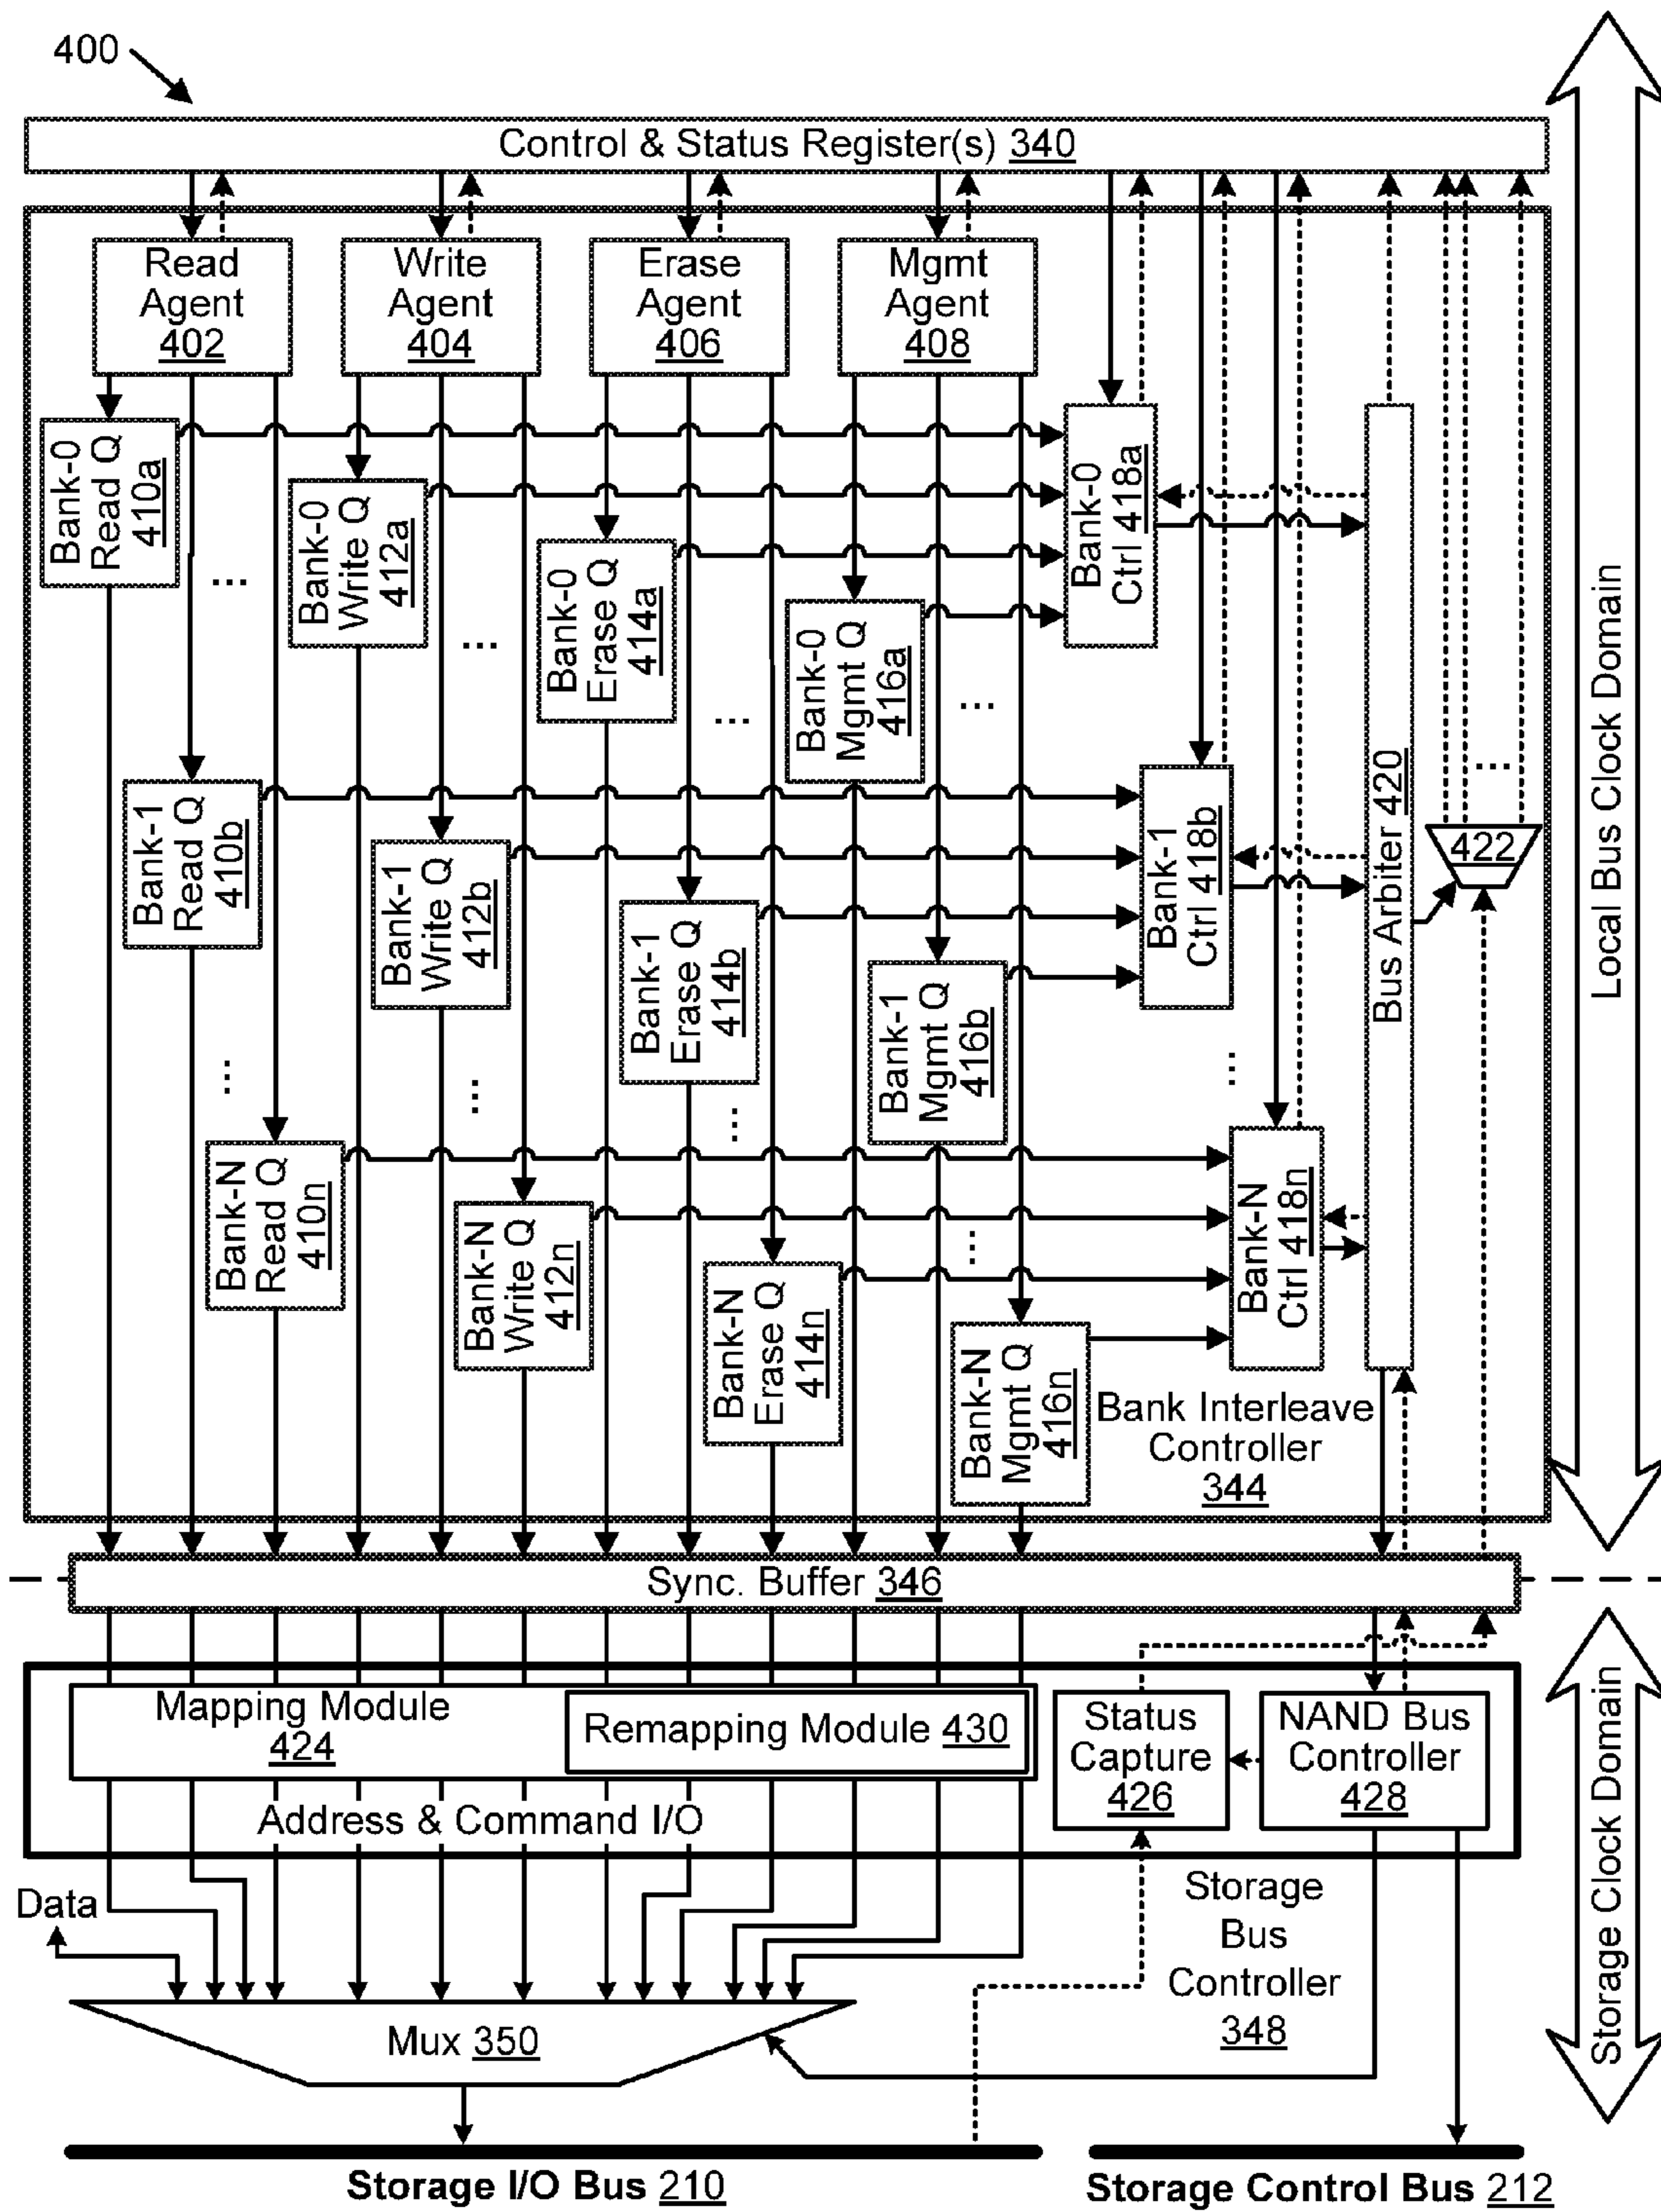 400
Control & Status Register(s) 340
Read
Agent
402
Write
Agent
404
Erase
Agent
406
Mgmt
Agent
408
Bank-0
Read Q
410a
Bank-0
Write Q
412a
Bank-0
Erase Q
414a
Bank-0
Mgmt Q
416a
Bank-0
Ctrl 418a
...
...
...
...
Bank-1
Read Q
410b
Bank-1
Write Q
412b
Bank-1
Erase Q
414b
Bank-1
Mgmt Q
416b
Bank-1
Ctrl 418b
Bus Arbiter 420
422
...
...
...
...
...
...
Bank-N
Read Q
410n
Bank-N
Write Q
412n
Bank-N
Erase Q
414n
Bank-N
Mgmt Q
416n
Bank-N
Ctrl 418n
Bank Interleave
Controller
344
Local Bus Clock Domain
Sync. Buffer 346
Mapping Module
424
Remapping Module 430
Status
Capture
426
NAND Bus
Controller
428
Address & Command I/O
Data
Storage
Bus
Controller
348
Mux 350
Storage Clock Domain
Storage I/O Bus 210
Storage Control Bus 212